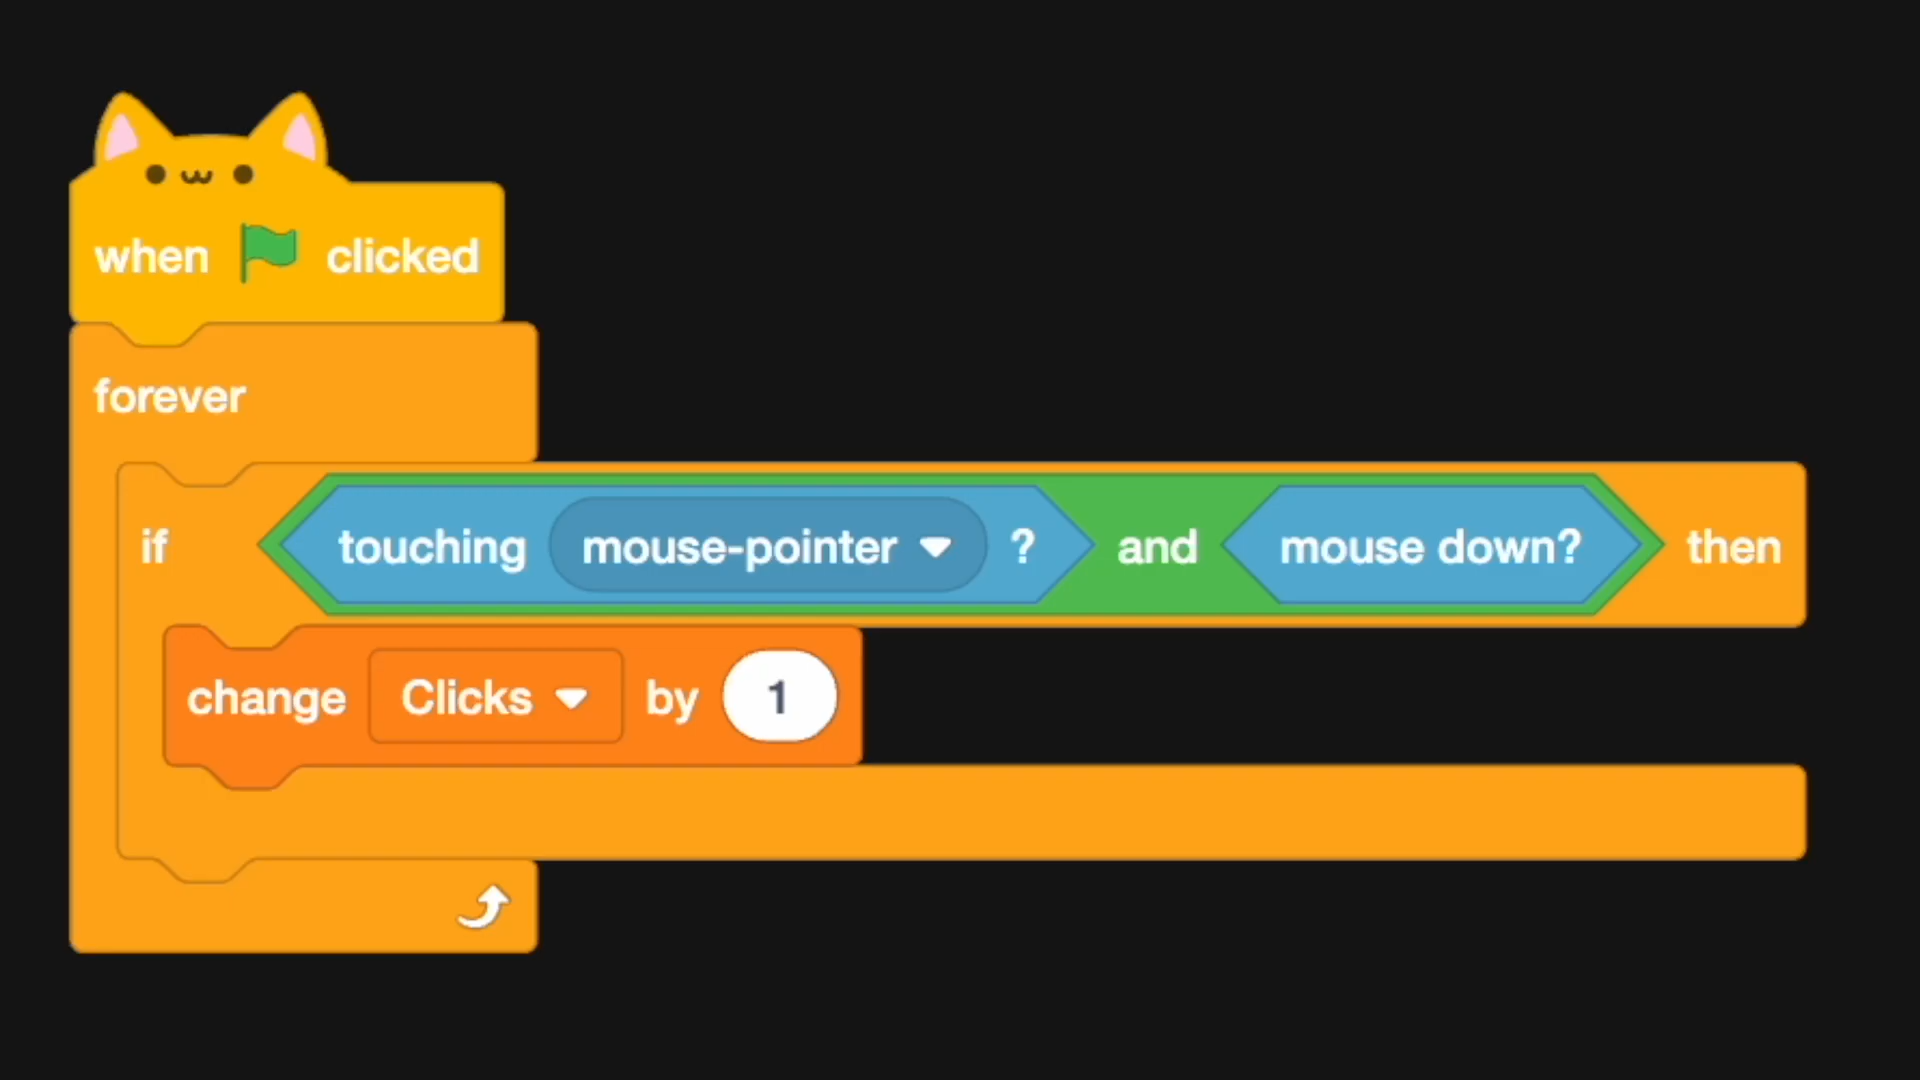 when clicked
forever
if touching mouse-pointer ? and mouse down? then
change Clicks by 1